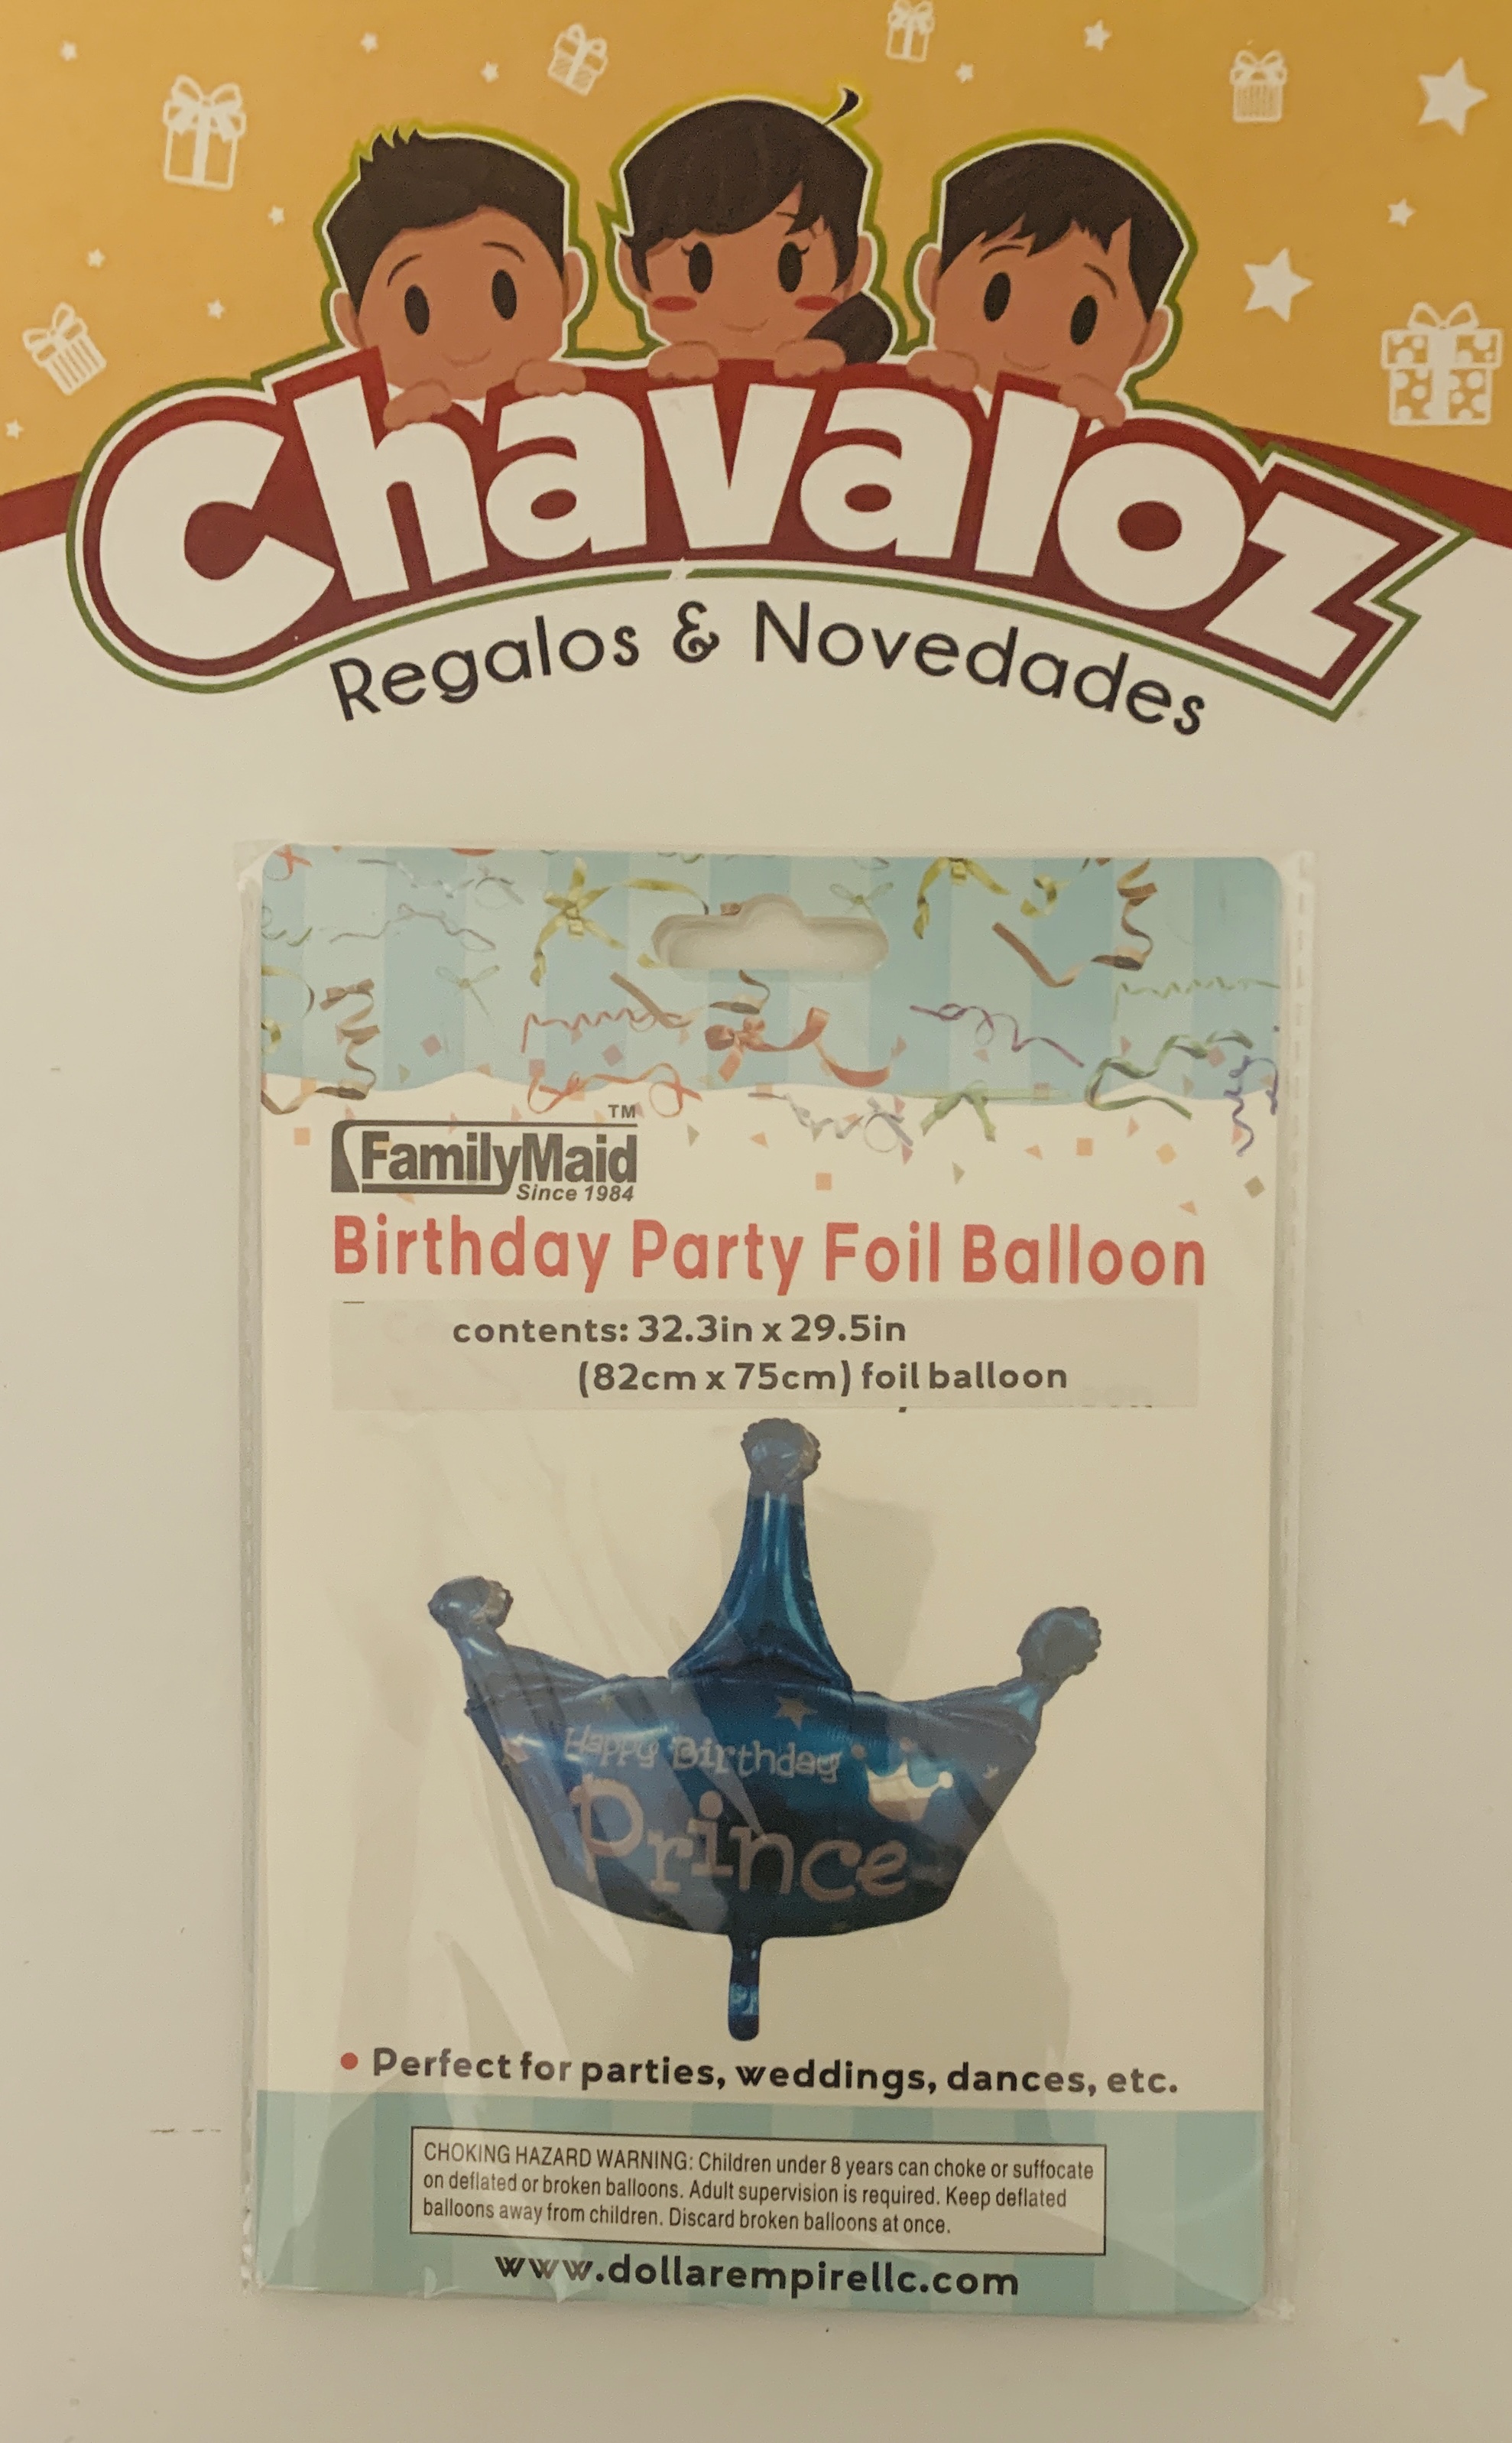 Chavaloz
Regalos & Novedades
TM
FamilyMaid
Since 1984
Birthday Party Foil Balloon
contents: 32.3in x 29.5in
(82cm x 75cm) foil balloon
Happy Birthday
Prince
• Perfect for parties, weddings, dances, etc.
CHOKING HAZARD WARNING: Children under 8 years can choke or suffocate
on deflated or broken balloons. Adult supervision is required. Keep deflated
balloons away from children. Discard broken balloons at once.
www.dollarempirellc.com